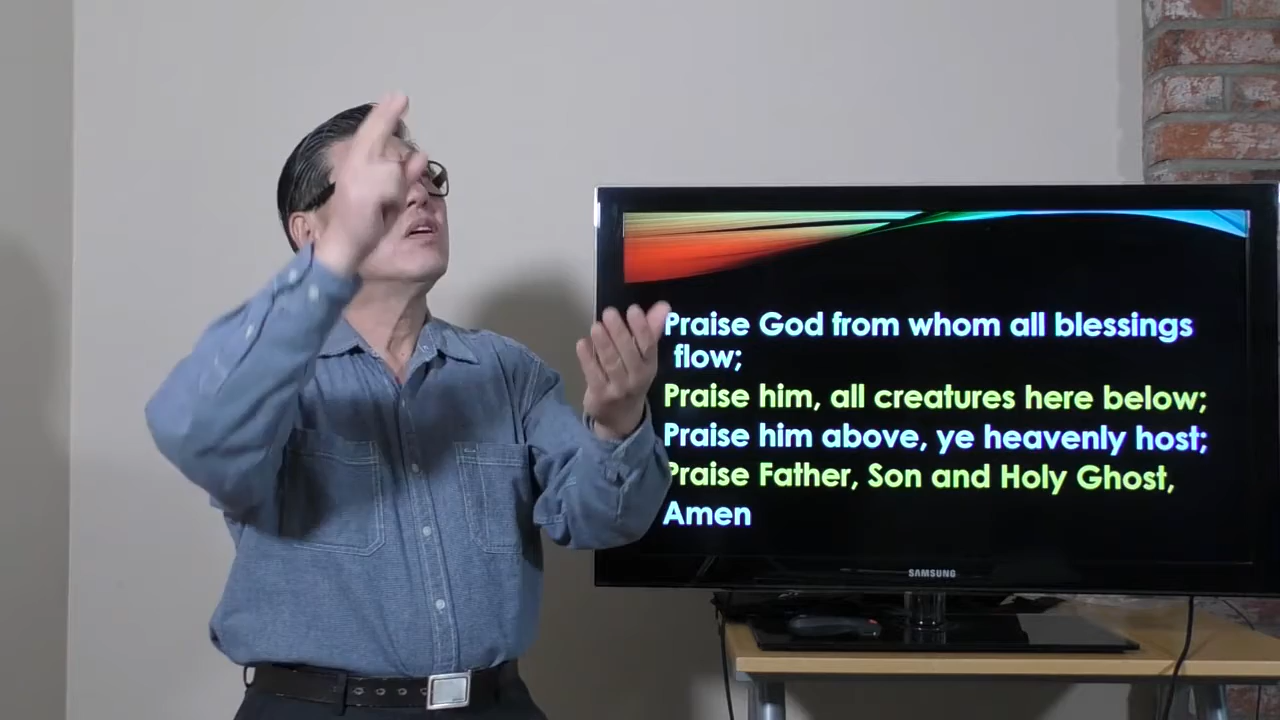 Praise God from whom all blessings
flow;
Praise him, all creatures here below;
Praise him above, ye heavenly host;
Praise Father, Son and Holy Ghost,
Amen
SAMSUNG